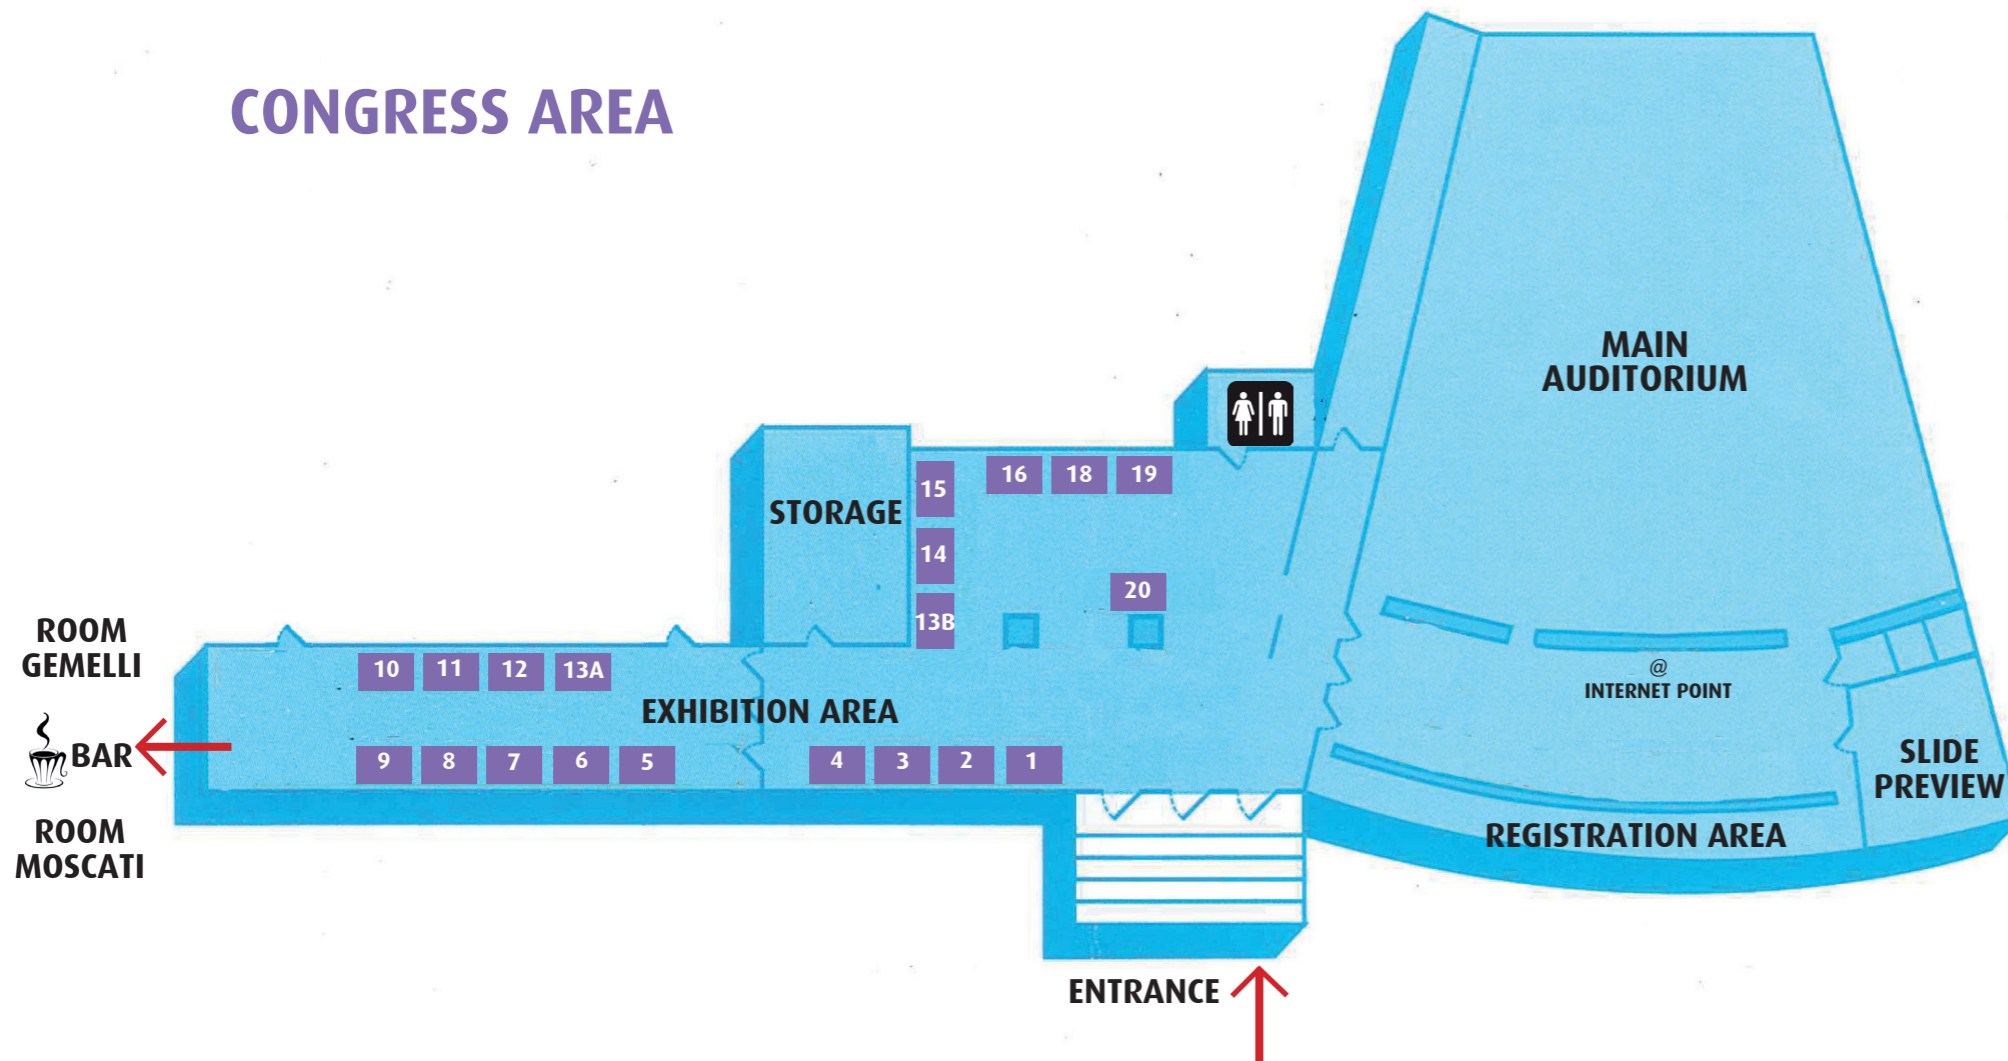 CONGRESS AREA
MAIN
AUDITORIUM
16
18
19
15
STORAGE
14
20
13B
ROOM
GEMELLI
10
11
12
13A
@
INTERNET POINT
EXHIBITION AREA
BAR
9
8
7
6
5
4
3
2
1
SLIDE
PREVIEW
ROOM
MOSCATI
REGISTRATION AREA
ENTRANCE